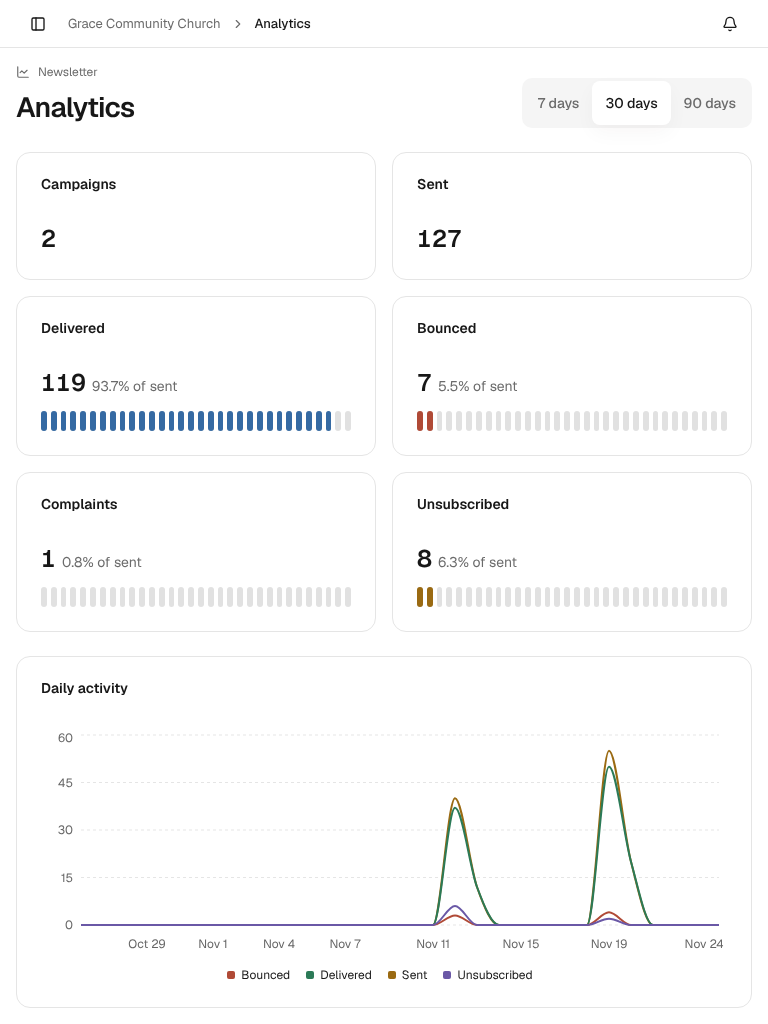 Grace Community Church > Analytics
Newsletter
Analytics
7 days 30 days 90 days
Campaigns
2
Sent
127
Delivered
119 93.7% of sent
Bounced
7 5.5% of sent
Complaints
1 0.8% of sent
Unsubscribed
8 6.3% of sent
Daily activity
60
45
30
15
0
Oct 29 Nov 1 Nov 4 Nov 7 Nov 11 Nov 15 Nov 19 Nov 24
Bounced Delivered Sent Unsubscribed